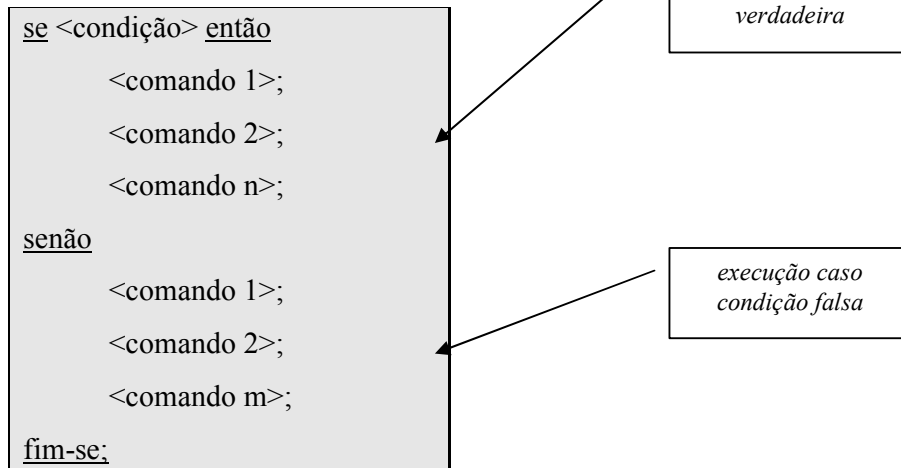 verdadeira
se <condição> então
<comando 1>;
<comando 2>;
<comando n>;
senão
<comando 1>;
<comando 2>;
<comando m>;
fim-se;
execução caso
condição falsa